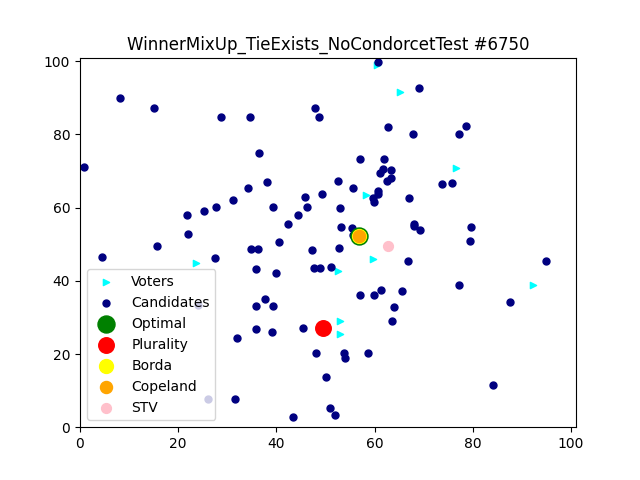 WinnerMixUp_TieExists_NoCondorcetTest #6750
100
80
60
40
20
0
0
20
40
60
80
100
Voters
Candidates
Optimal
Plurality
Borda
Copeland
STV